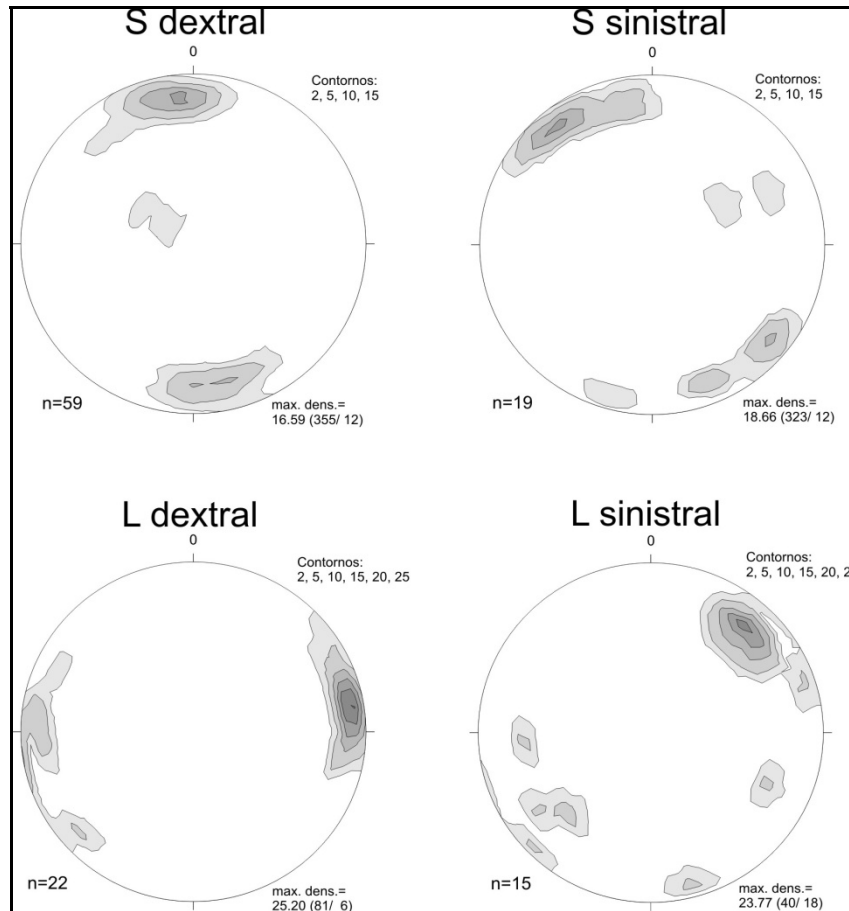 S dextral
0
Contornos:
2, 5, 10, 15
n=59
max. dens.=
16.59 (355/ 12)
S sinistral
0
Contornos:
2, 5, 10, 15
n=19
max. dens.=
18.66 (323/ 12)
L dextral
0
Contornos:
2, 5, 10, 15, 20, 25
n=22
max. dens.=
25.20 (81/ 6)
L sinistral
0
Contornos:
2, 5, 10, 15, 20, 2
n=15
max. dens.=
23.77 (40/ 18)